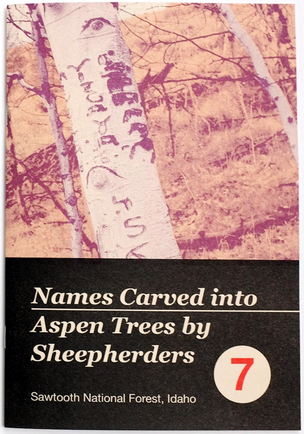 Names Carved into
Aspen Trees by
Sheepherders
7
Sawtooth National Forest, Idaho